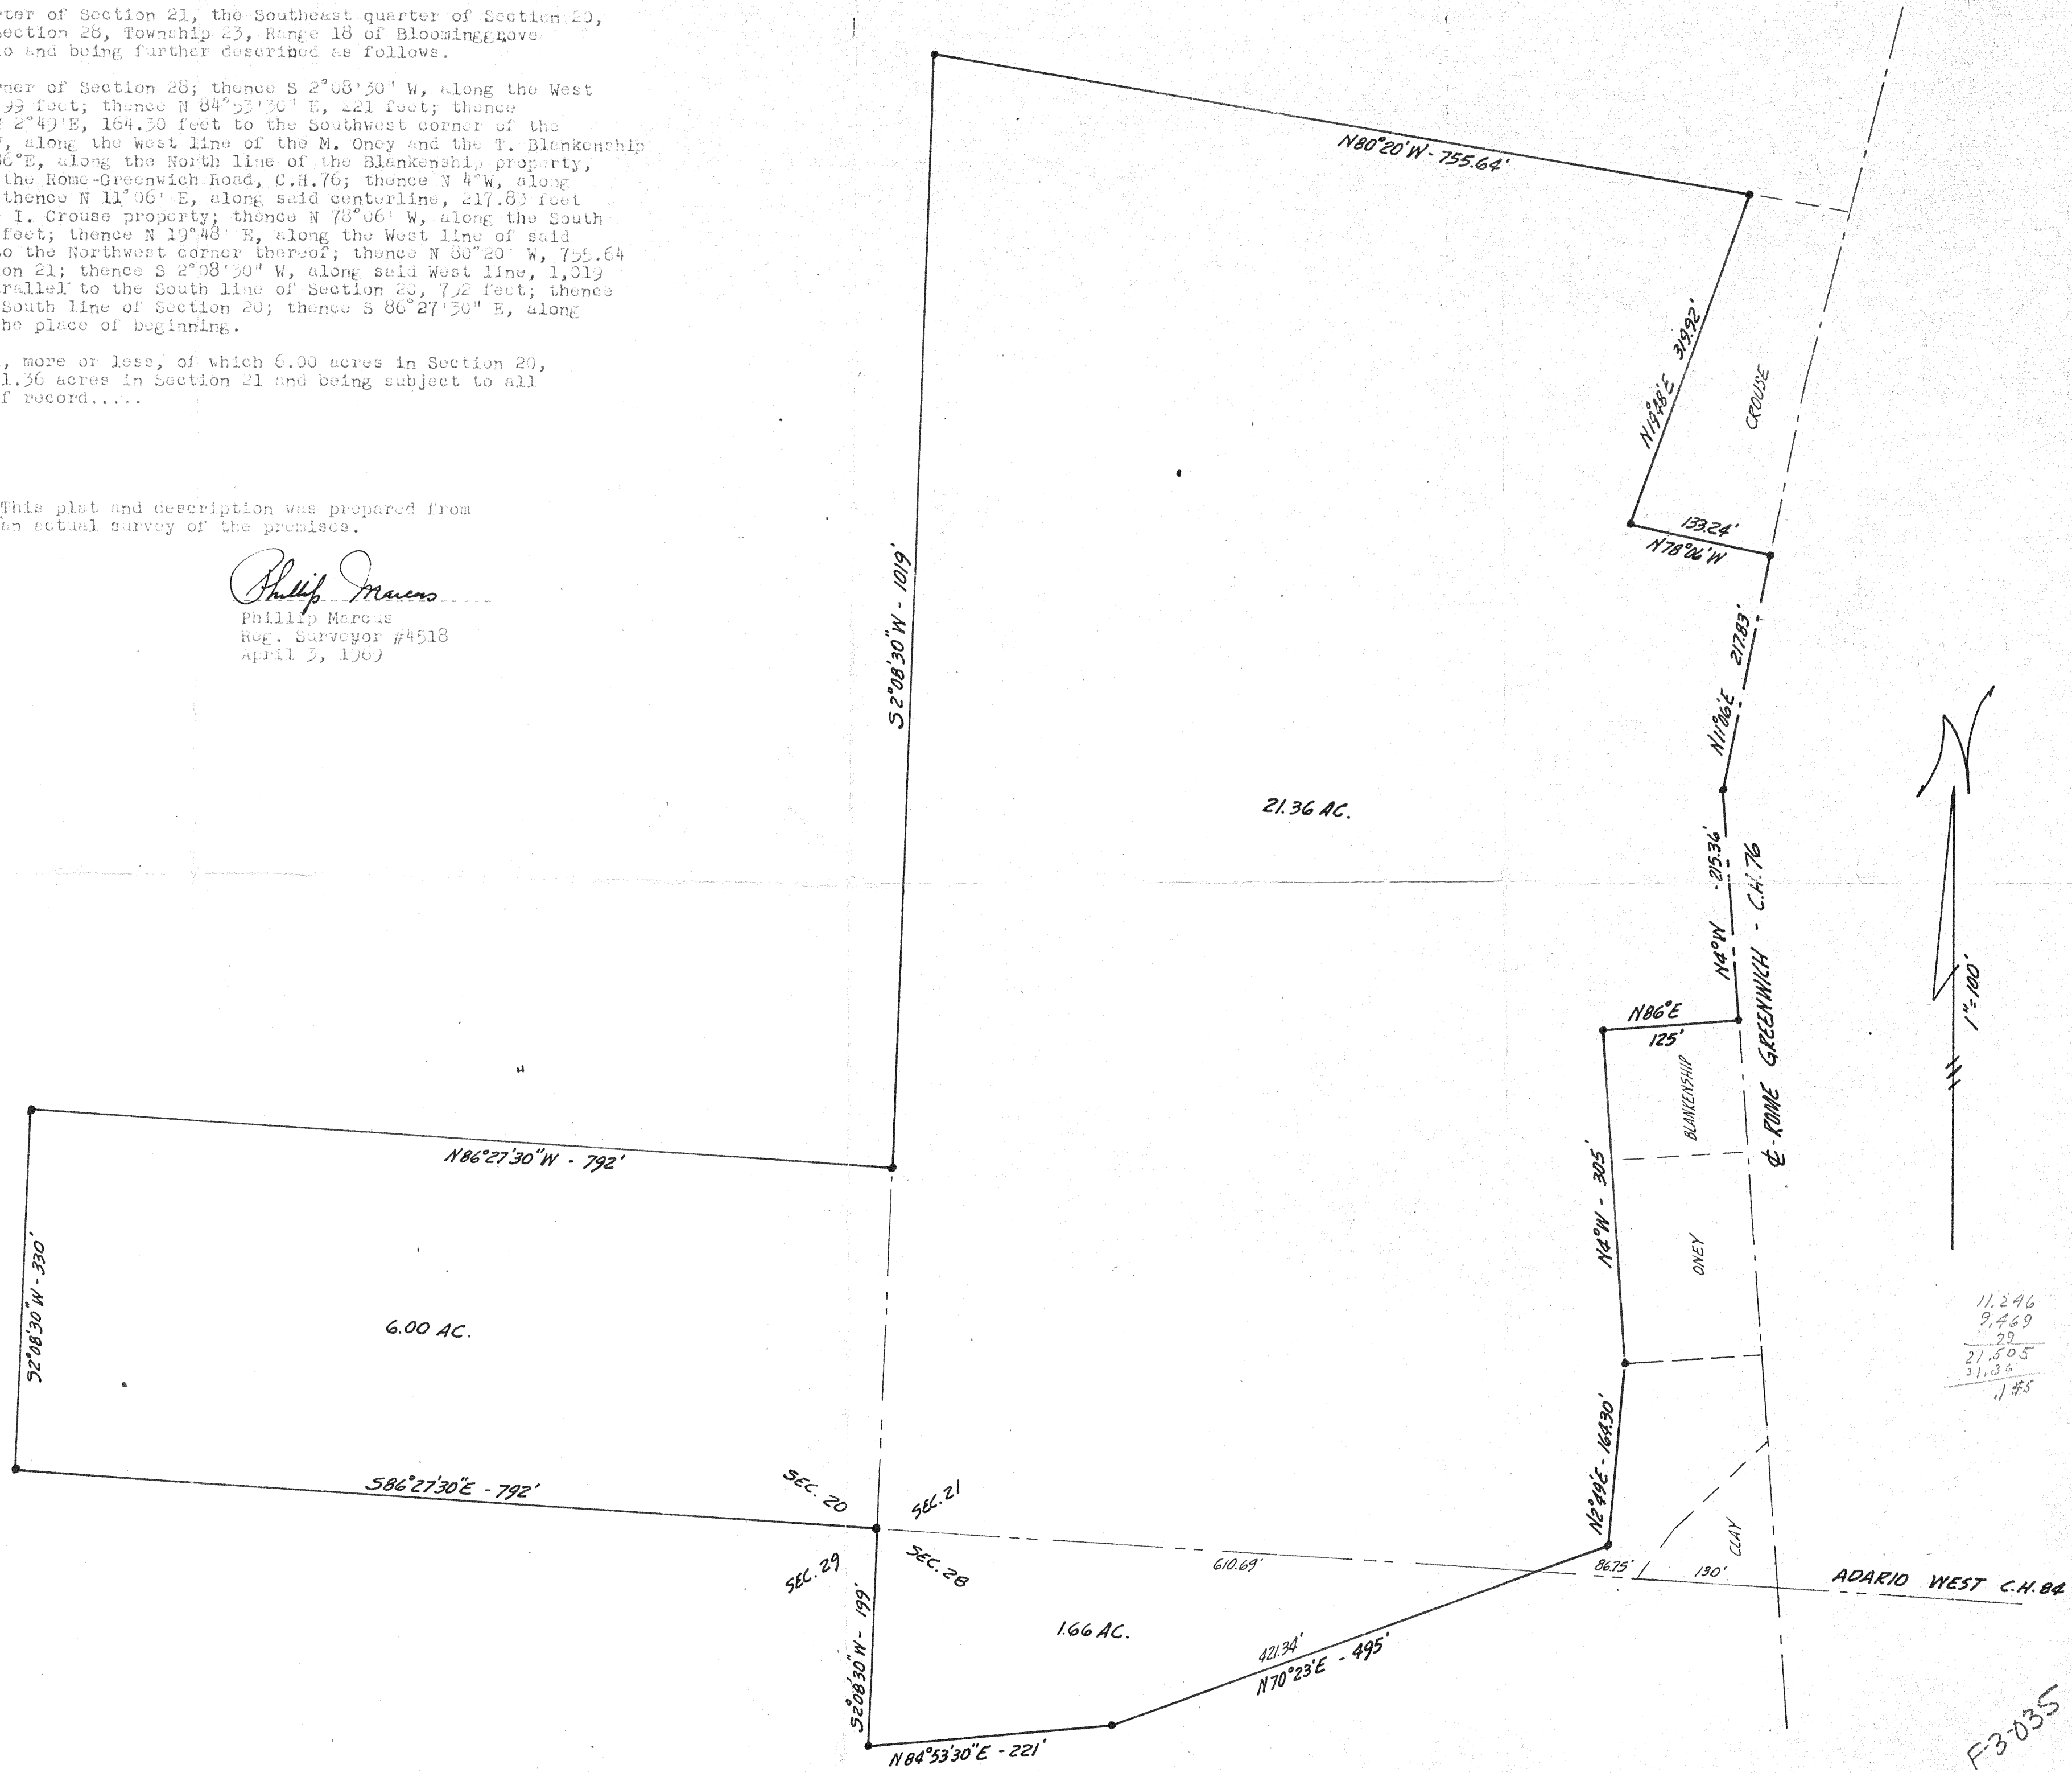 ter of Section 21, the Southeast quarter of Section 20,
ection 28, Township 23, Range 18 of Bloominggrove
o and being further described as follows.
ner of Section 28; thence S 2°08'30" W, along the West
99 feet; thence N 84°53'30" E, 221 feet; thence
2°49'E, 164.30 feet to the Southwest corner of the
, along the West line of the M. Oney and the T. Blankenship
86°E, along the North line of the Blankenship property,
the Rome-Greenwich Road, C.H.76; thence N 4°W, along
thence N 11°06' E, along said centerline, 217.83 feet
I. Crouse property; thence N 78°06' W, along the South
feet; thence N 19°48' E, along the West line of said
o the Northwest corner thereof; thence N 80°20' W, 755.64
on 21; thence S 2°08'30" W, along said West line, 1,019
rallel to the South line of Section 20, 792 feet; thence
South line of Section 20; thence S 86°27'30" E, along
he place of beginning.
, more or less, of which 6.00 acres in Section 20,
1.36 acres in Section 21 and being subject to all
f record.....
This plat and description was prepared from
an actual survey of the premises.
Phillip Marcus
Phillip Marcus
Reg. Surveyor #4518
April 3, 1969
N80°20'W - 755.64'
N19°48'E 319.92'
CROUSE
133.24'
N78°06'W
S2°08'30"W - 1019'
N11°06'E 217.83'
21.36 AC.
N4°W - 215.36'
℄ - ROME GREENWICH - C.H. 76
N
1"=100'
N86°E
125'
BLANKENSHIP
N4°W - 305'
ONEY
N86°27'30"W - 792'
S2°08'30"W - 330'
6.00 AC.
11.246
9.469
79
21.505
21.36
.145
S86°27'30"E - 792'
SEC. 20
SEC. 21
SEC. 29
SEC. 28
N2°49'E - 164.30'
CLAY
610.69'
86.75'
130'
ADARIO WEST C.H. 84
S2°08'30"W - 199'
1.66 AC.
421.34'
N70°23'E - 495'
N84°53'30"E - 221'
F-3-035